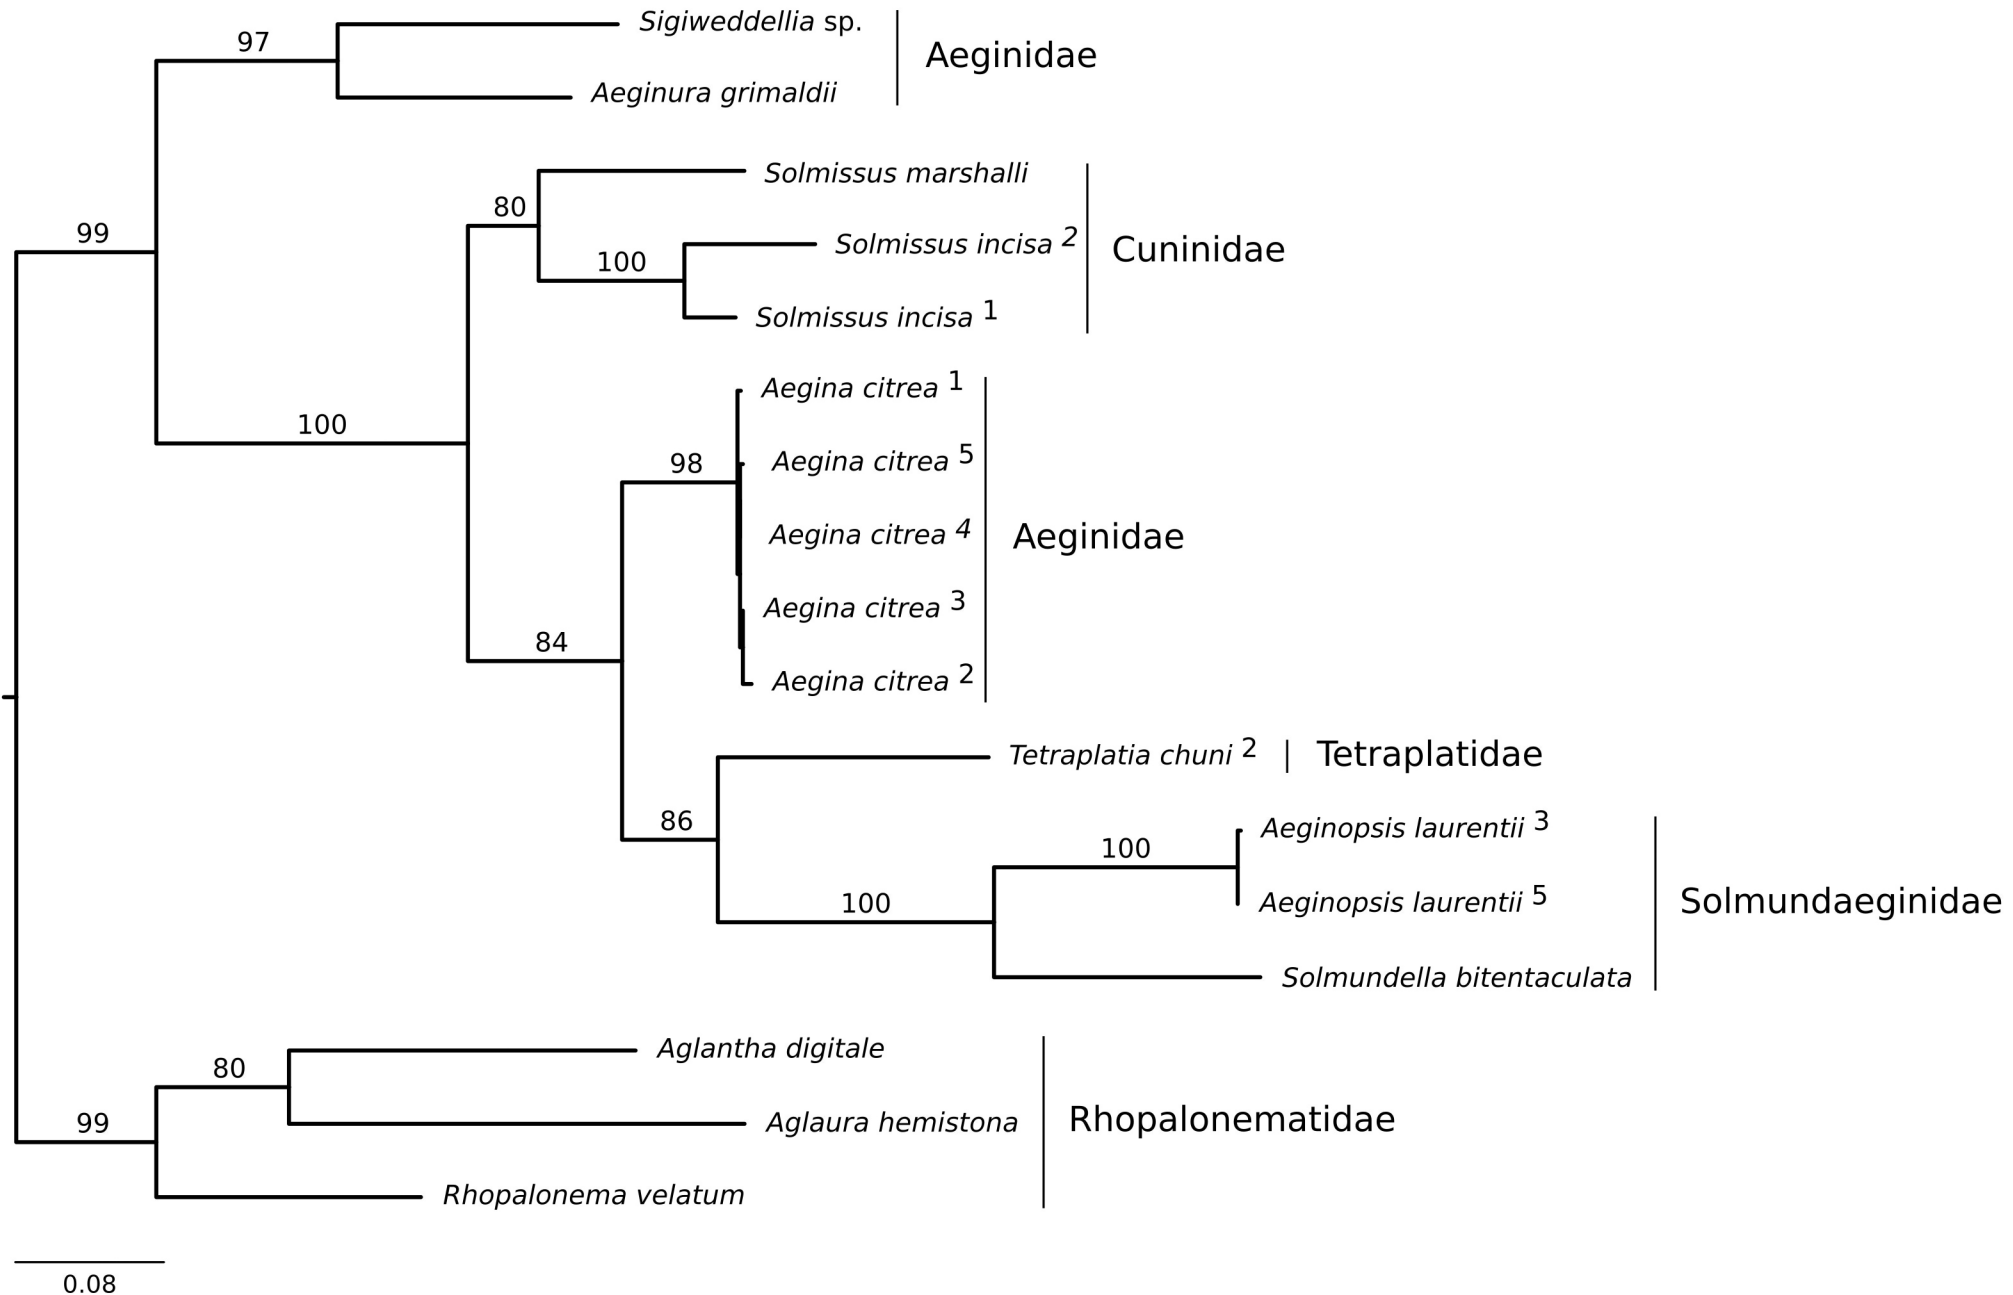 Sigiweddellia sp.
97
Aeginidae
Aeginura grimaldii
Solmissus marshalli
80
99
Solmissus incisa 2
Cuninidae
100
Solmissus incisa 1
Aegina citrea 1
100
98
Aegina citrea 5
Aegina citrea 4
Aeginidae
Aegina citrea 3
84
Aegina citrea 2
Tetraplatia chuni 2
Tetraplatidae
86
Aeginopsis laurentii 3
100
100
Aeginopsis laurentii 5
Solmundaeginidae
Solmundella bitentaculata
Aglantha digitale
80
99
Aglaura hemistona
Rhopalonematidae
Rhopalonema velatum
0.08